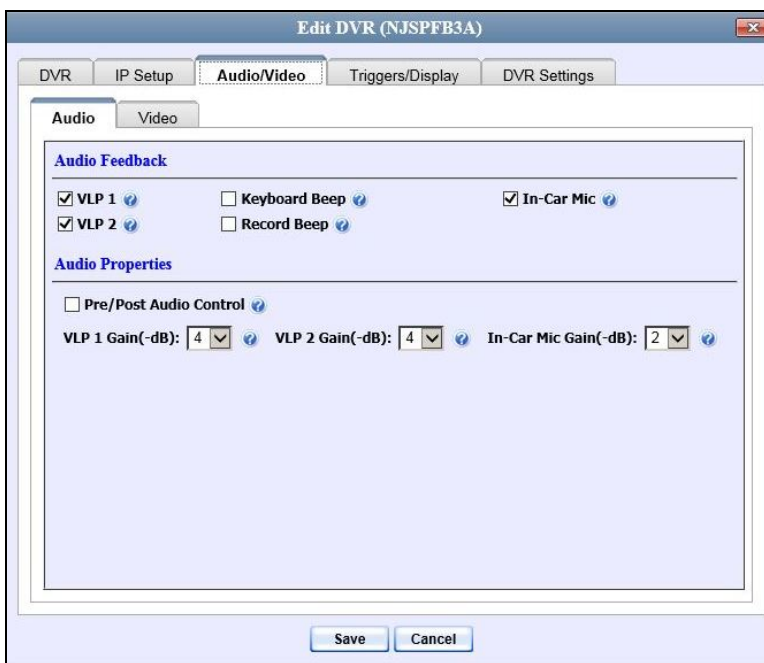 Edit DVR (NJSPFB3A)
DVR IP Setup Audio/Video Triggers/Display DVR Settings
Audio Video
Audio Feedback
VLP 1 Keyboard Beep In-Car Mic
VLP 2 Record Beep
Audio Properties
Pre/Post Audio Control
VLP 1 Gain(-dB): 4 VLP 2 Gain(-dB): 4 In-Car Mic Gain(-dB): 2
Save Cancel